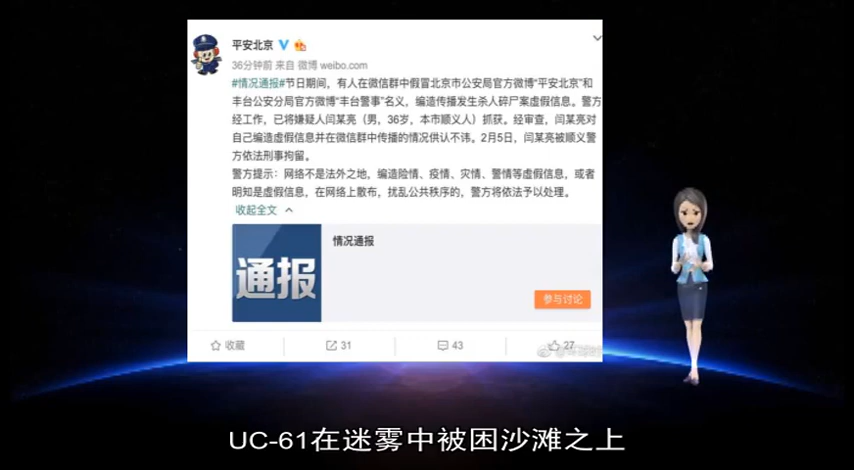 平安北京
36分钟前 来自 微博 weibo.com
#情况通报#节日期间，有人在微信群中假冒北京市公安局官方微博“平安北京”和
丰台公安分局官方微博“丰台警事”名义，编造传播发生杀人碎尸案虚假信息。警方
经工作，已将嫌疑人闫某亮（男，36岁，本市顺义人）抓获。经审查，闫某亮对
自己编造虚假信息并在微信群中传播的情况供认不讳。2月5日，闫某亮被顺义警
方依法刑事拘留。
警方提示：网络不是法外之地，编造险情、疫情、灾情、警情等虚假信息，或者
明知是虚假信息，在网络上散布，扰乱公共秩序的，警方将依法予以处理。
收起全文
情况通报
通报
参与讨论
收藏 31 43 27
UC-61在迷雾中被困沙滩之上